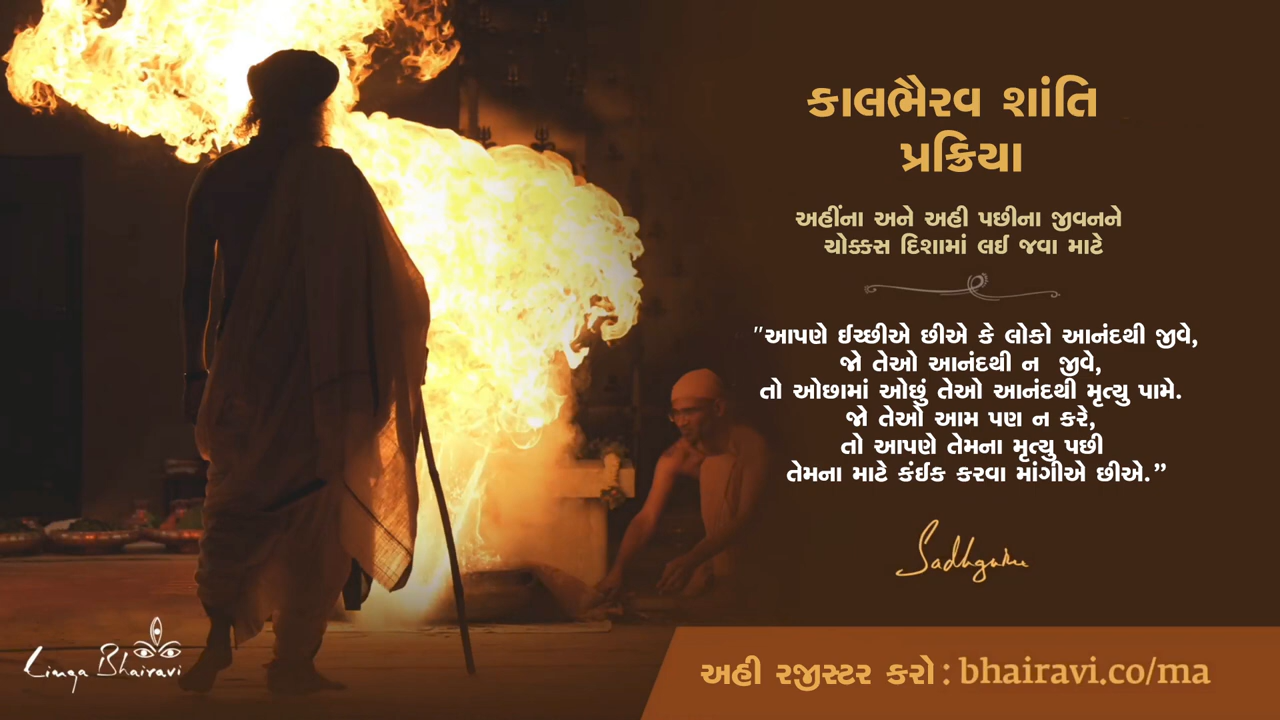 કાલભૈરવ શાંતિ
પ્રક્રિયા
અહીંના અને અહી પછીના જીવનને
ચોક્કસ દિશામાં લઈ જવા માટે
"આપણે ઈચ્છીએ છીએ કે લોકો આનંદથી જીવે,
જો તેઓ આનંદથી ન જીવે,
તો ઓછામાં ઓછું તેઓ આનંદથી મૃત્યુ પામે.
જો તેઓ આમ પણ ન કરે,
તો આપણે તેમના મૃત્યુ પછી
તેમના માટે કંઈક કરવા માંગીએ છીએ.”
Sadhguru
Linga Bhairavi
અહી રજીસ્ટર કરો : bhairavi.co/ma